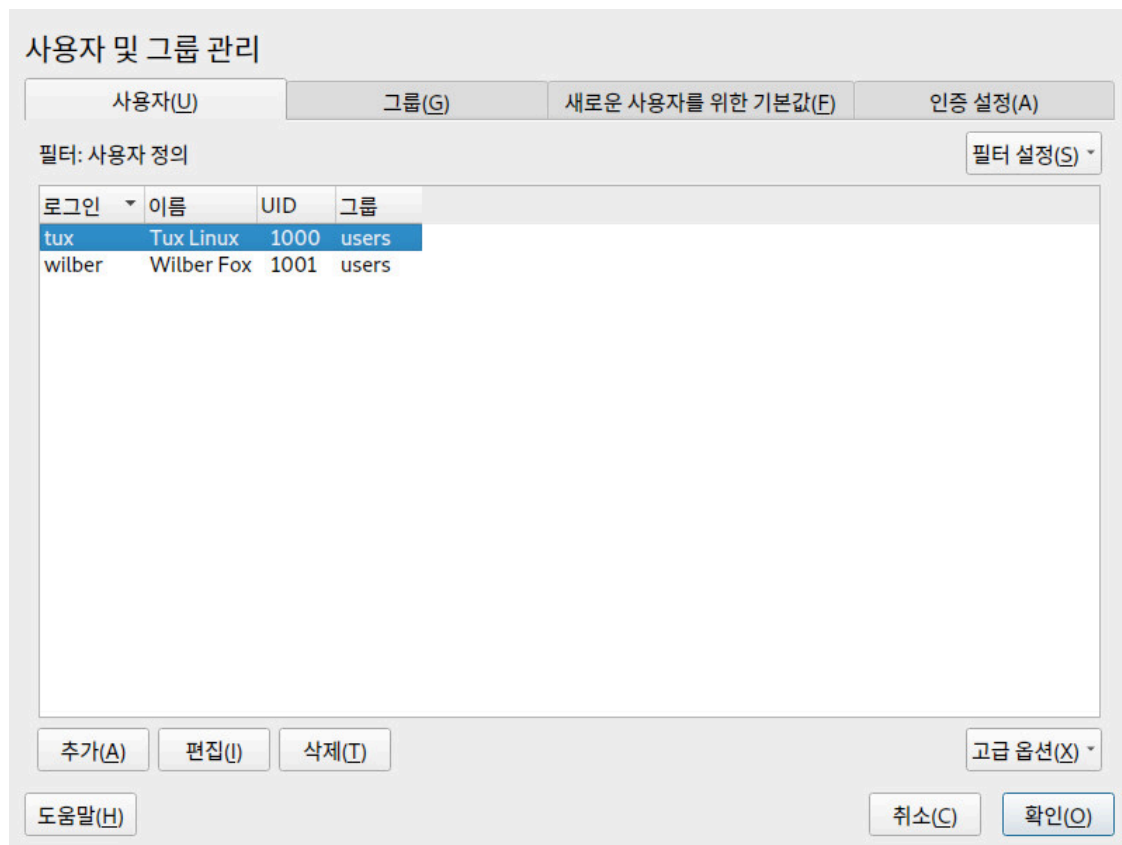 사용자 및 그룹 관리
사용자(U) 그룹(G) 새로운 사용자를 위한 기본값(F) 인증 설정(A)
필터: 사용자 정의 필터 설정(S)
로그인 이름 UID 그룹
tux Tux Linux 1000 users
wilber Wilber Fox 1001 users
추가(A) 편집(I) 삭제(T) 고급 옵션(X)
도움말(H) 취소(C) 확인(O)